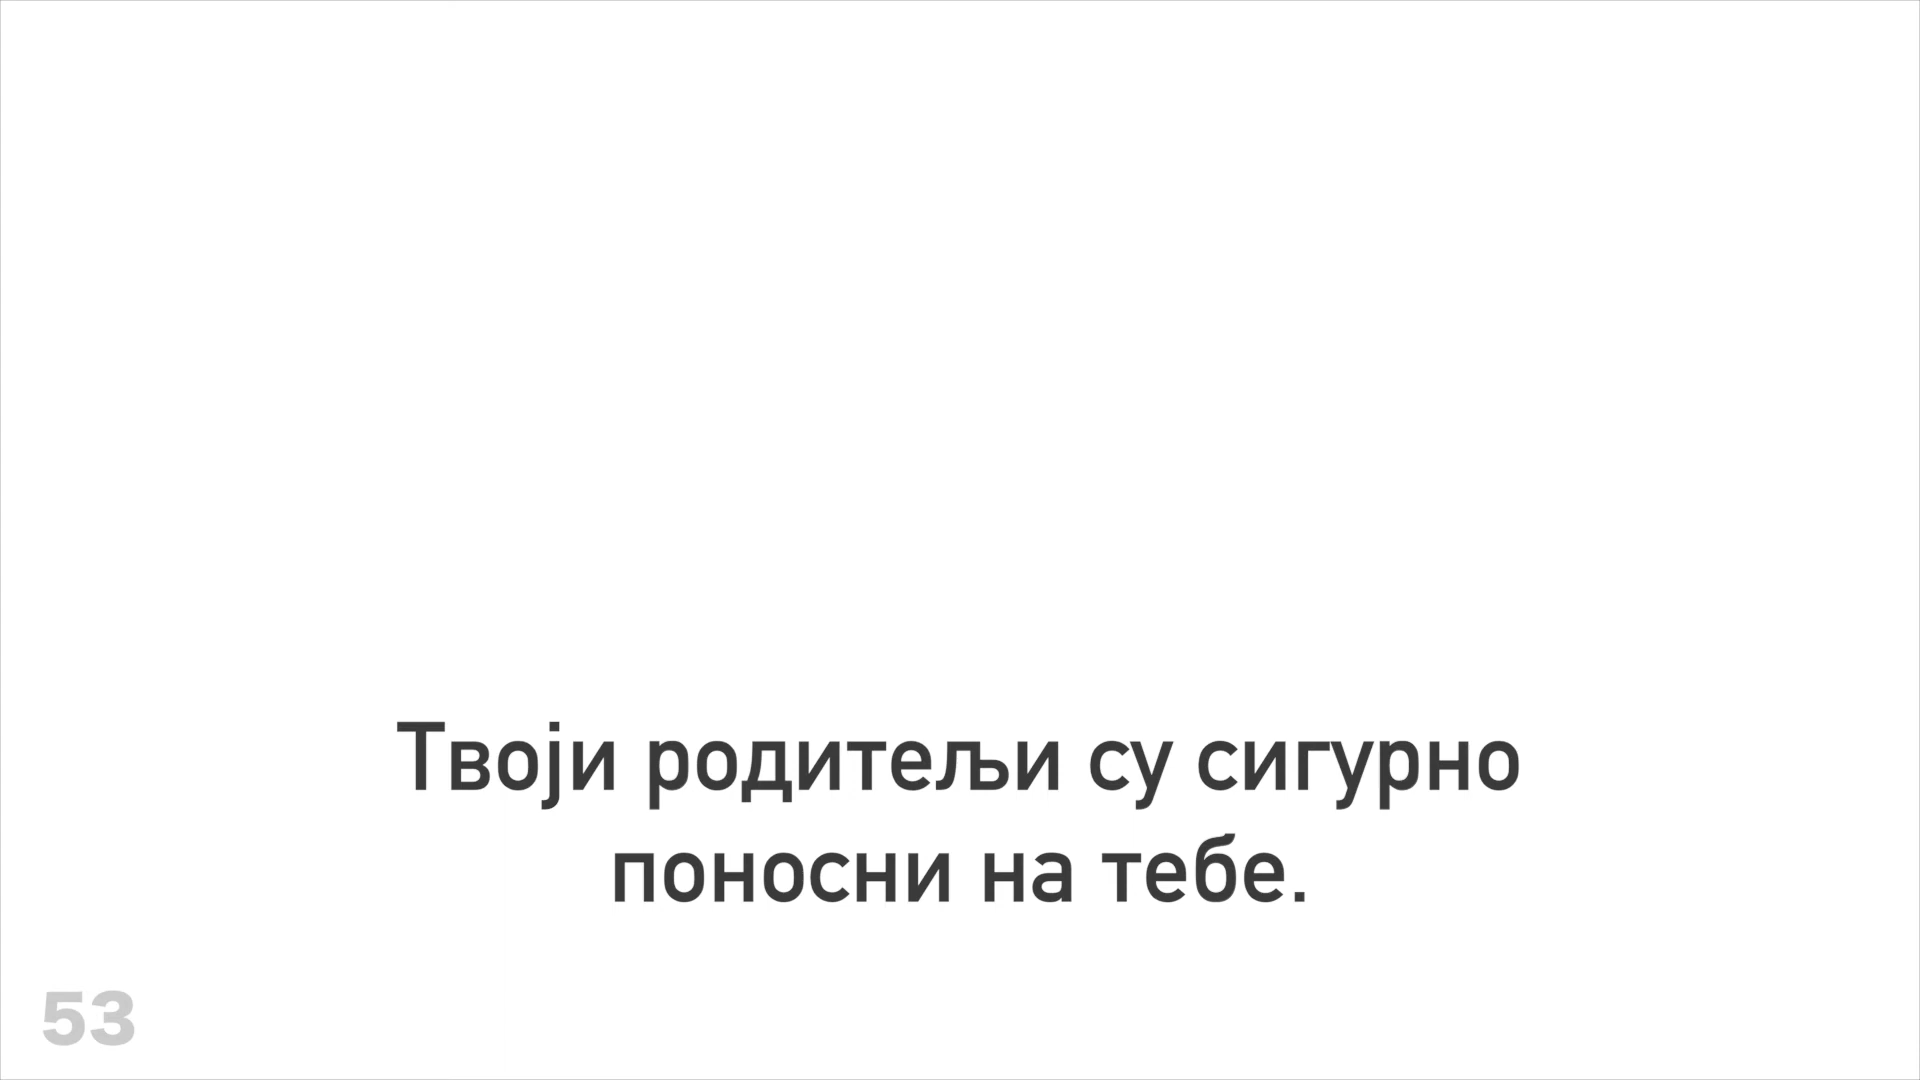 Твоји родитељи су сигурно
поносни на тебе.
53